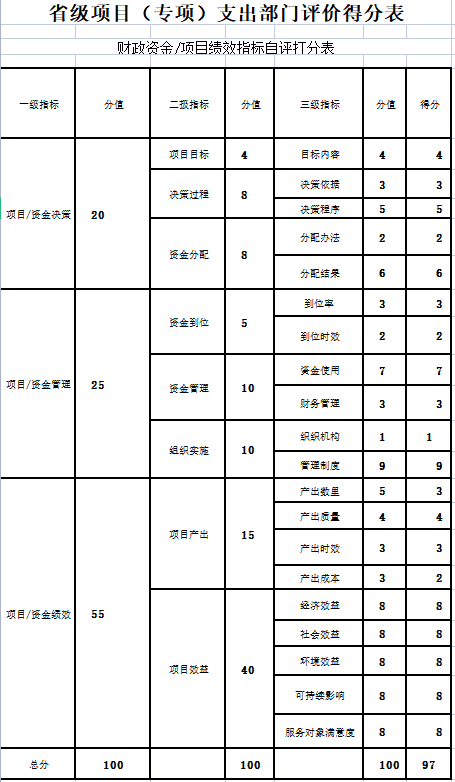 省级项目（专项）支出部门评价得分表
财政资金/项目绩效指标自评打分表
一级指标 分值 二级指标 分值 三级指标 分值 得分
项目/资金决策 20 项目目标 4 目标内容 4 4
决策过程 8 决策依据 3 3
决策程序 5 5
资金分配 8 分配办法 2 2
分配结果 6 6
项目/资金管理 25 资金到位 5 到位率 3 3
到位时效 2 2
资金管理 10 资金使用 7 7
财务管理 3 3
组织实施 10 组织机构 1 1
管理制度 9 9
项目/资金绩效 55 项目产出 15 产出数量 5 3
产出质量 4 4
产出时效 3 3
产出成本 3 2
项目效益 40 经济效益 8 8
社会效益 8 8
环境效益 8 8
可持续影响 8 8
服务对象满意度 8 8
总分 100 100 100 97